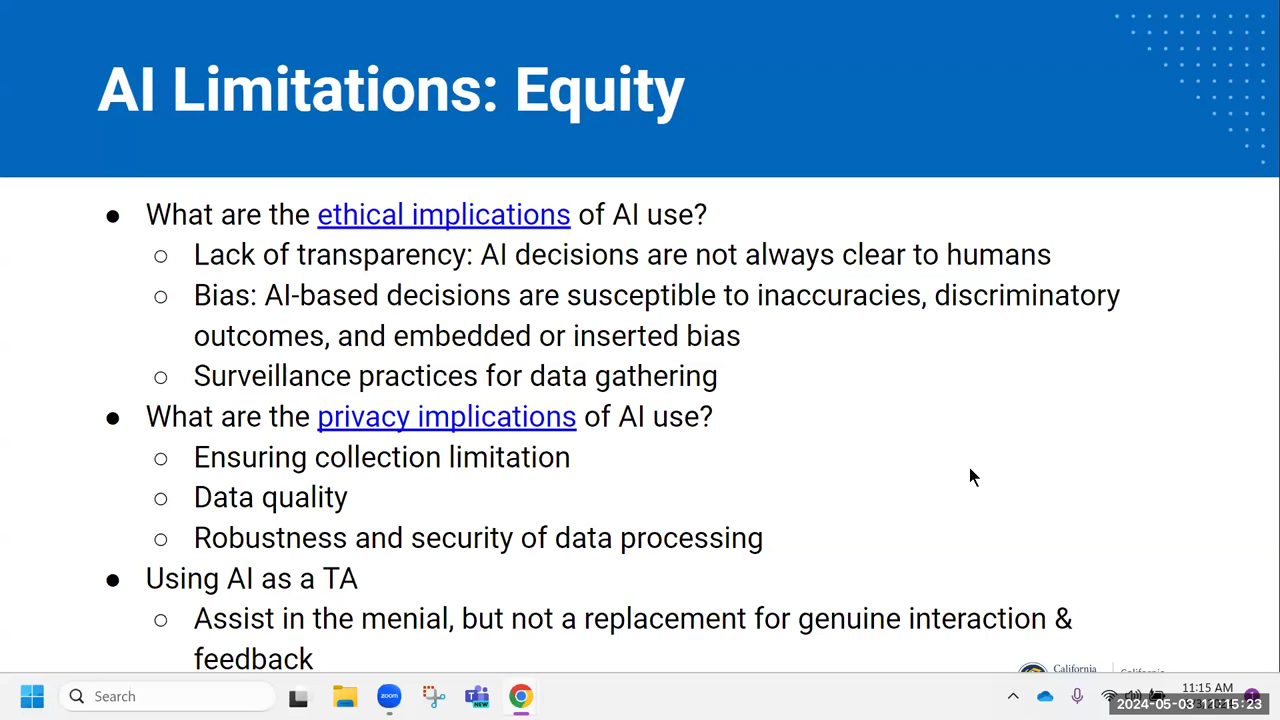 AI Limitations: Equity
● What are the ethical implications of AI use?
○ Lack of transparency: AI decisions are not always clear to humans
○ Bias: AI-based decisions are susceptible to inaccuracies, discriminatory
outcomes, and embedded or inserted bias
○ Surveillance practices for data gathering
● What are the privacy implications of AI use?
○ Ensuring collection limitation
○ Data quality
○ Robustness and security of data processing
● Using AI as a TA
○ Assist in the menial, but not a replacement for genuine interaction &
feedback
California
Search
zoom
NEW
11:15 AM
2024-05-03 11:15:23